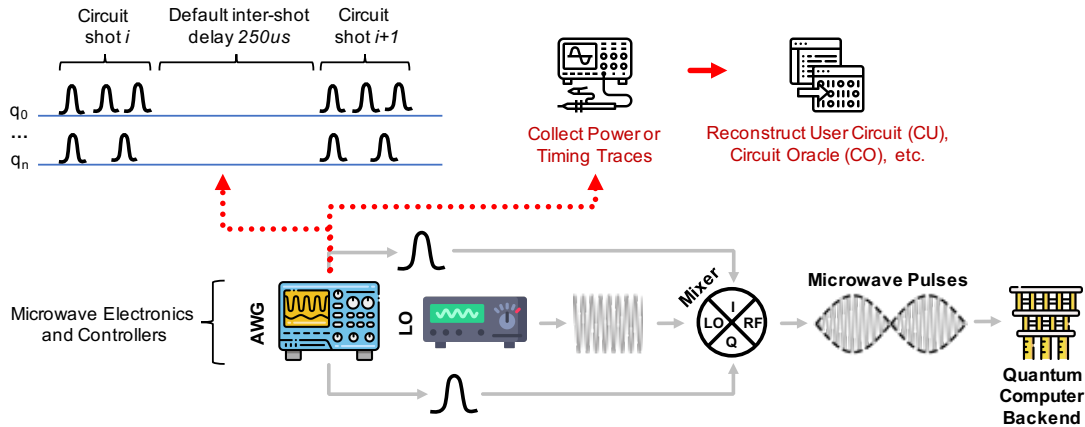 Circuit
shot i
Default inter-shot
delay 250us
Circuit
shot i+1
q0
...
qn
Collect Power or
Timing Traces
Reconstruct User Circuit (CU),
Circuit Oracle (CO), etc.
Microwave Electronics
and Controllers
AWG
LO
Mixer
I
LO
RF
Q
Microwave Pulses
Quantum
Computer
Backend